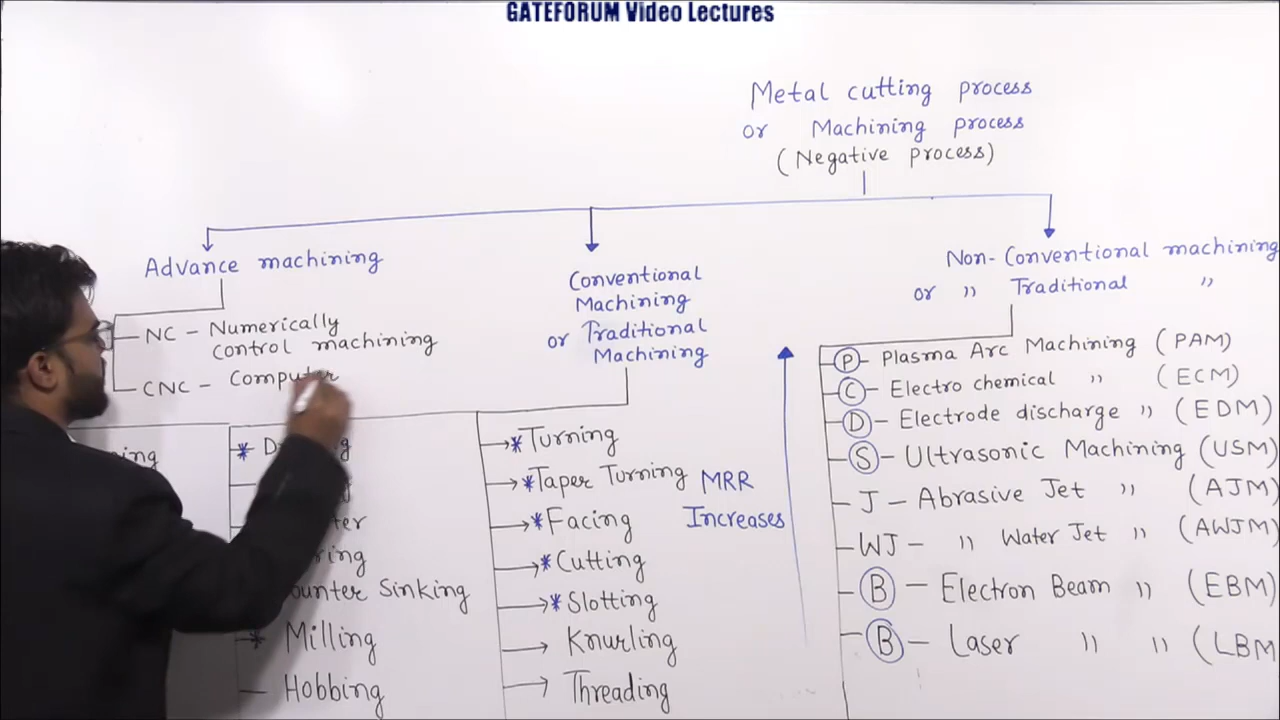 GATEFORUM Video Lectures
Metal cutting process
or Machining process
(Negative process)
Advance machining
NC - Numerically
control machining
CNC - Computer
Conventional
Machining
or Traditional
Machining
Non-Conventional machining
or " Traditional "
P - Plasma Arc Machining (PAM)
C - Electro chemical " (ECM)
D - Electrode discharge " (EDM)
S - Ultrasonic Machining (USM)
J - Abrasive Jet " (AJM)
WJ - " Water Jet " (AWJM)
B - Electron Beam " (EBM)
B - Laser " " (LBM
MRR
Increases
* Turning
* Taper Turning
* Facing
* Cutting
* Slotting
Knurling
Threading
Sinking
* Milling
Hobbing